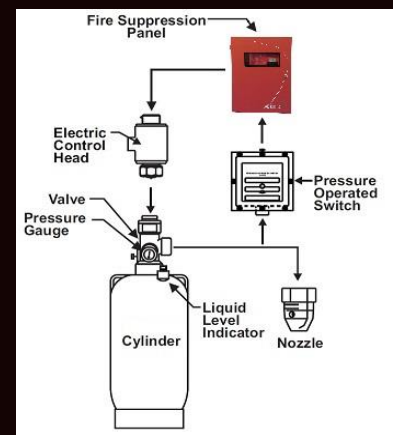 Fire Suppression
Panel
Electric
Control
Head
Valve
Pressure
Gauge
Pressure
Operated
Switch
Liquid
Level
Indicator
Cylinder
Nozzle